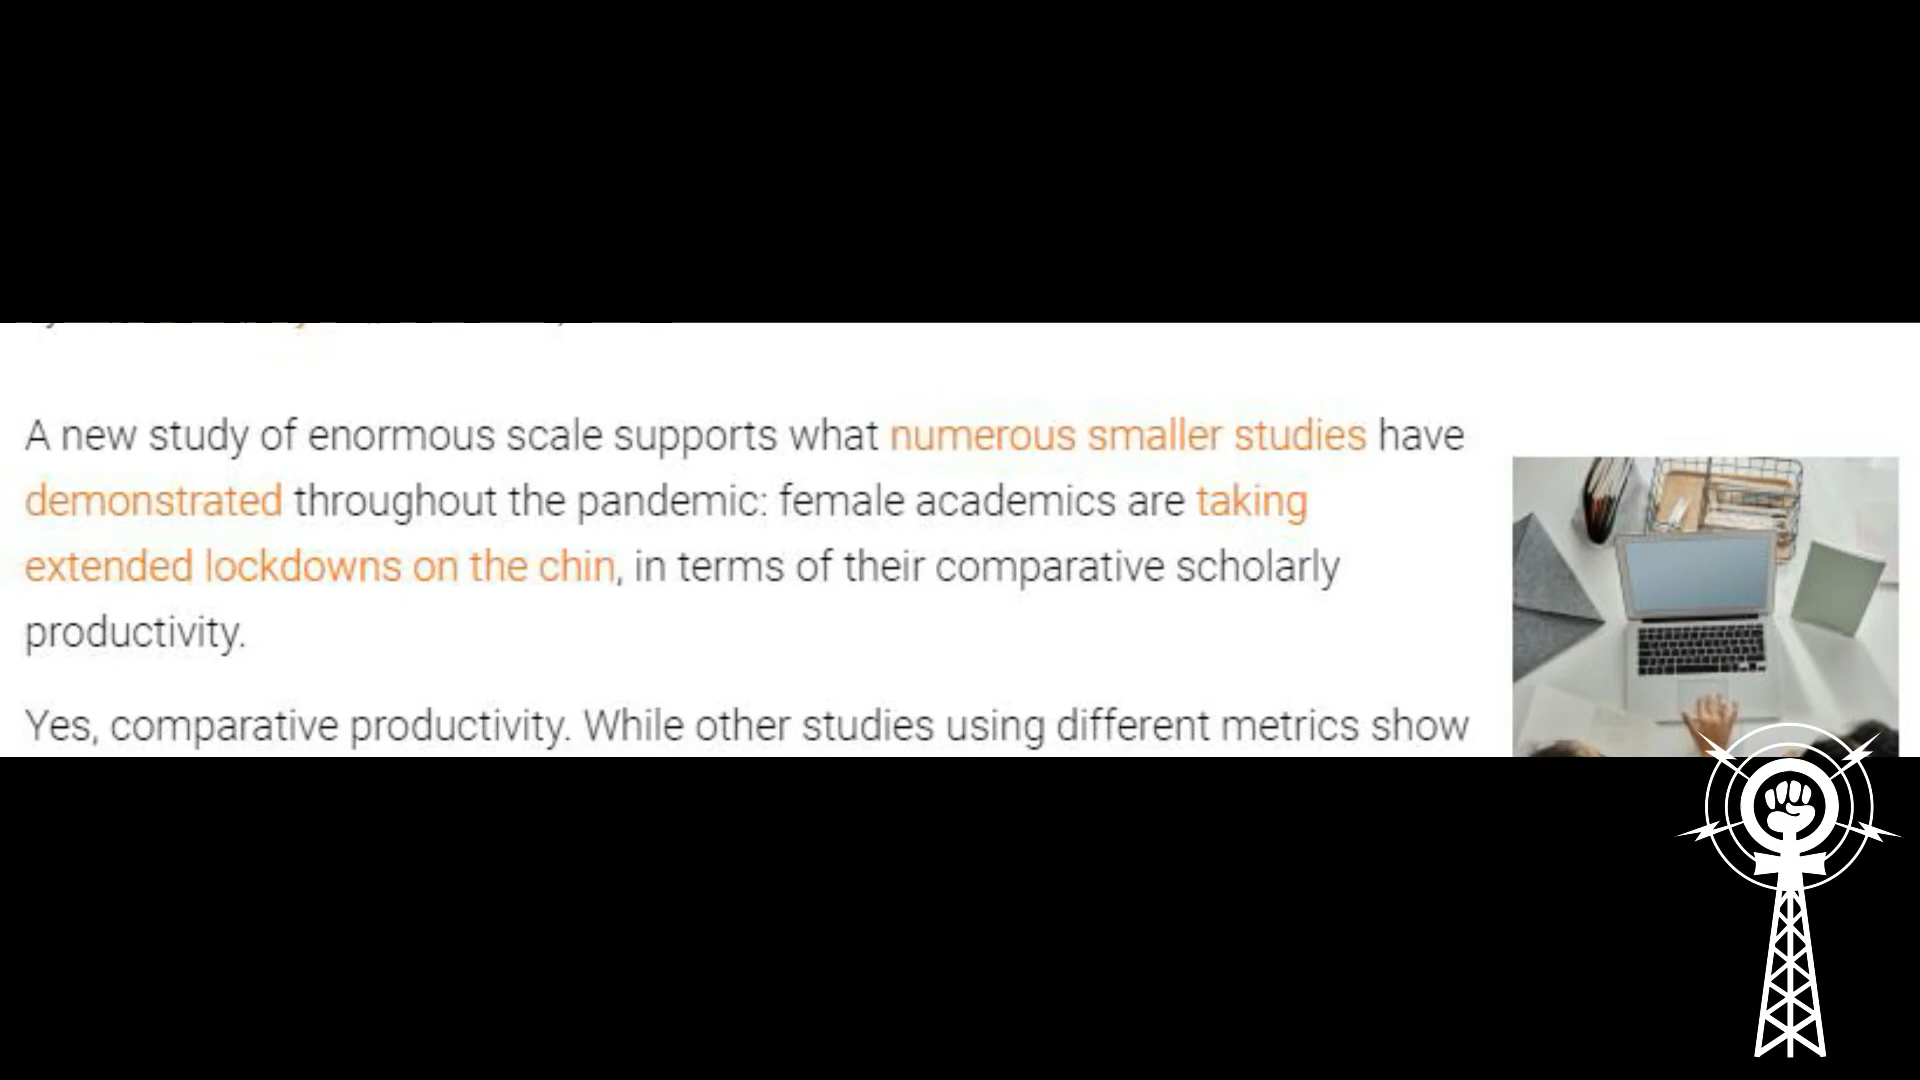 A new study of enormous scale supports what numerous smaller studies have
demonstrated throughout the pandemic: female academics are taking
extended lockdowns on the chin, in terms of their comparative scholarly
productivity.
Yes, comparative productivity. While other studies using different metrics show